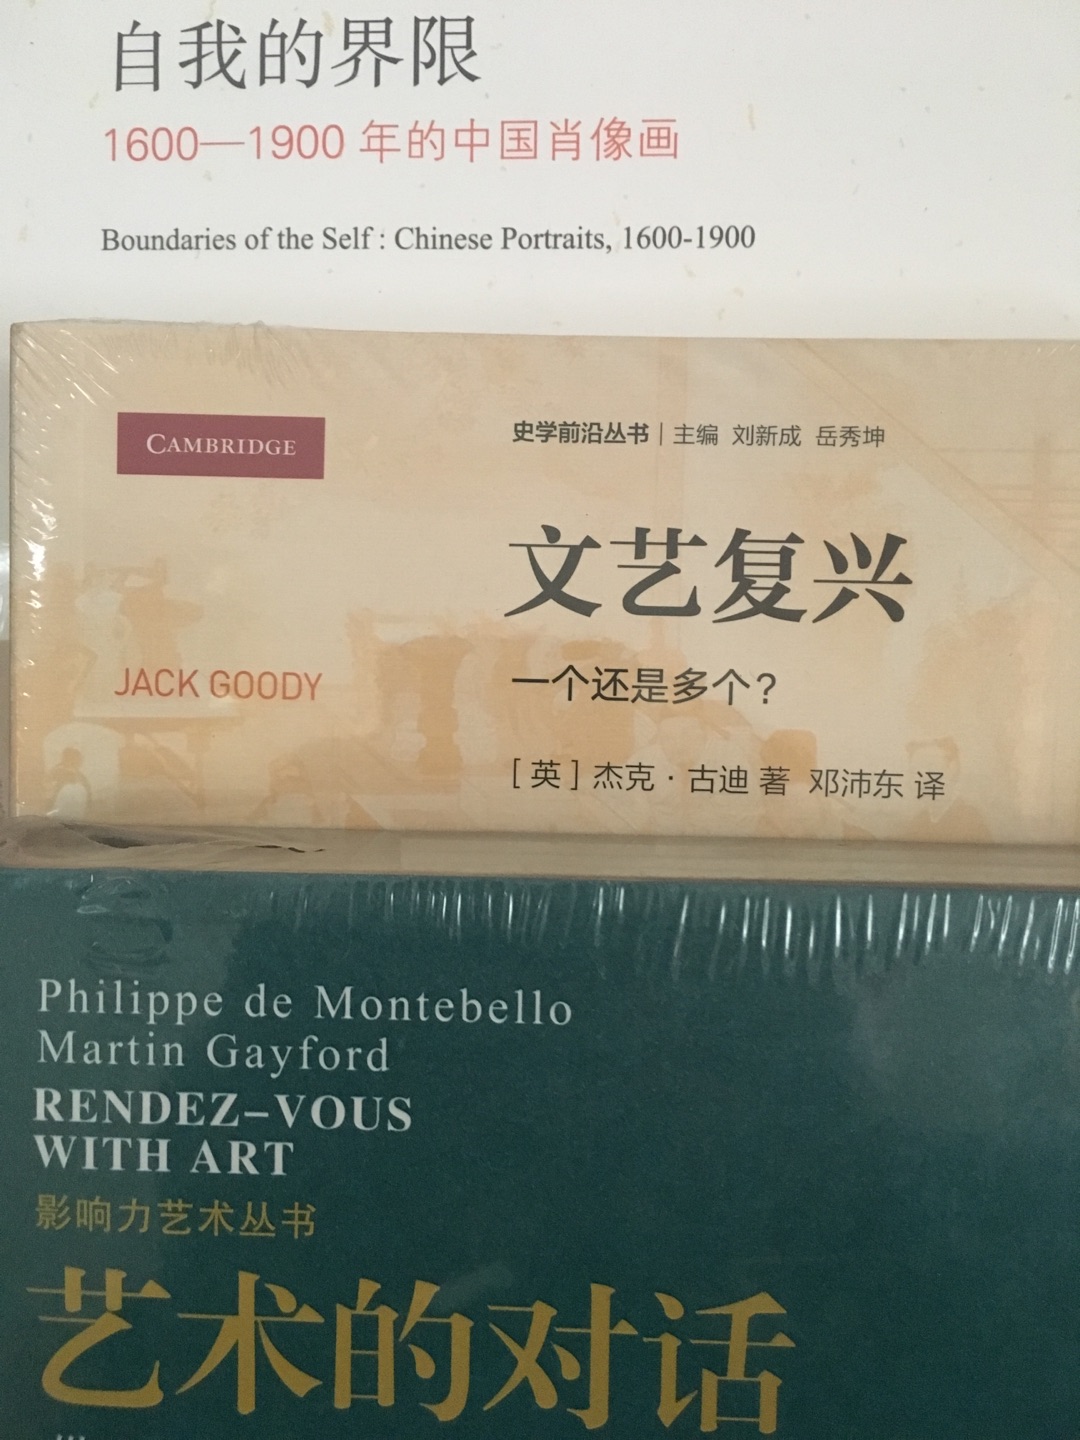 自我的界限
1600—1900 年的中国肖像画
Boundaries of the Self : Chinese Portraits, 1600-1900
CAMBRIDGE
史学前沿丛书 | 主编 刘新成 岳秀坤
文艺复兴
JACK GOODY
一个还是多个?
[ 英 ] 杰克 · 古迪 著 邓沛东 译
Philippe de Montebello
Martin Gayford
RENDEZ-VOUS
WITH ART
影响力艺术丛书
艺术的对话